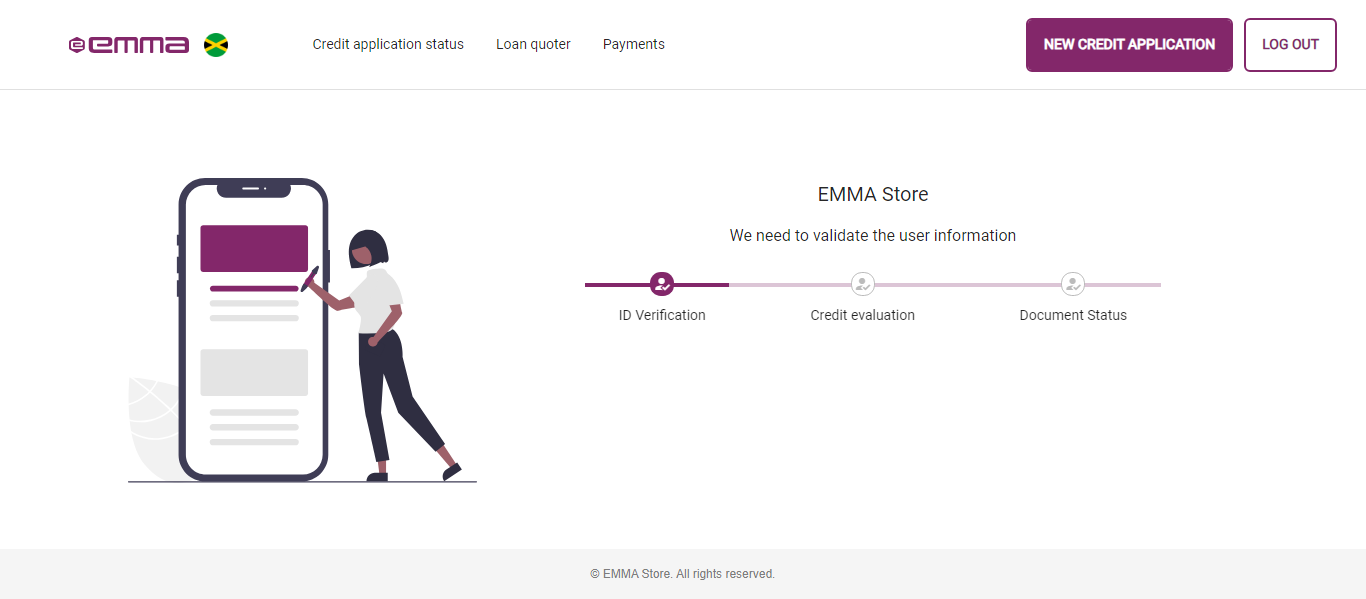 emma
Credit application status
Loan quoter
Payments
NEW CREDIT APPLICATION
LOG OUT
EMMA Store
We need to validate the user information
ID Verification
Credit evaluation
Document Status
© EMMA Store. All rights reserved.